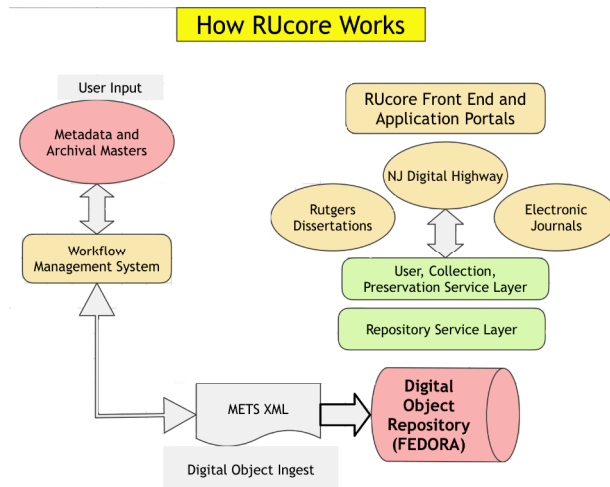 How RUcore Works
User Input
Metadata and
Archival Masters
Workflow
Management System
RUcore Front End and
Application Portals
NJ Digital Highway
Rutgers
Dissertations
Electronic
Journals
User, Collection,
Preservation Service Layer
Repository Service Layer
METS XML
Digital Object Ingest
Digital
Object
Repository
(FEDORA)